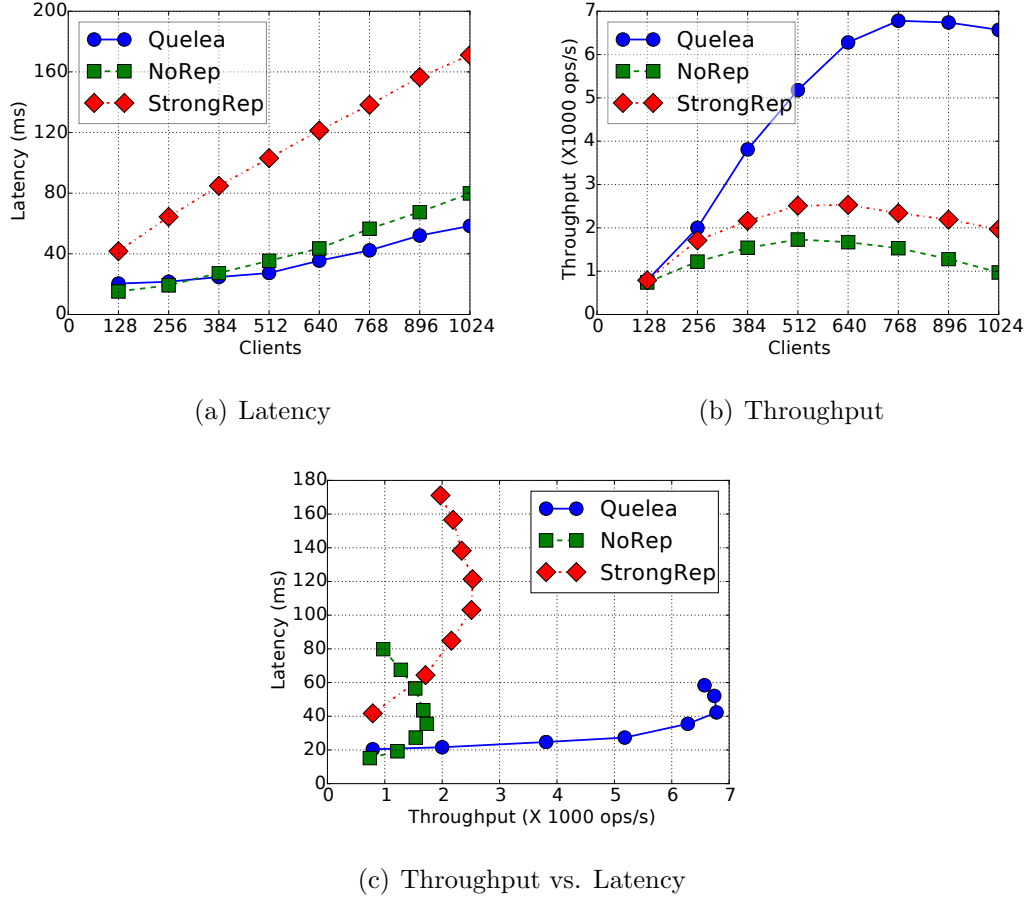 200
160
120
80
40
0
Latency (ms)
Quelea
NoRep
StrongRep
0 128 256 384 512 640 768 896 1024
Clients
(a) Latency
7
6
5
4
3
2
1
0
Throughput (X1000 ops/s)
Quelea
NoRep
StrongRep
0 128 256 384 512 640 768 896 1024
Clients
(b) Throughput
180
160
140
120
100
80
60
40
20
0
Latency (ms)
Quelea
NoRep
StrongRep
0 1 2 3 4 5 6 7
Throughput (X 1000 ops/s)
(c) Throughput vs. Latency